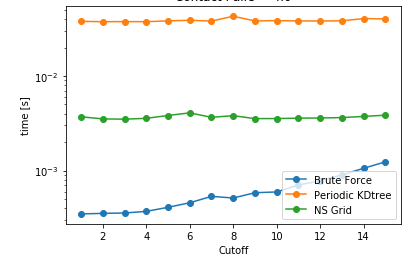 time [s]
10⁻²
10⁻³
Brute Force
Periodic KDtree
NS Grid
2 4 6 8 10 12 14
Cutoff